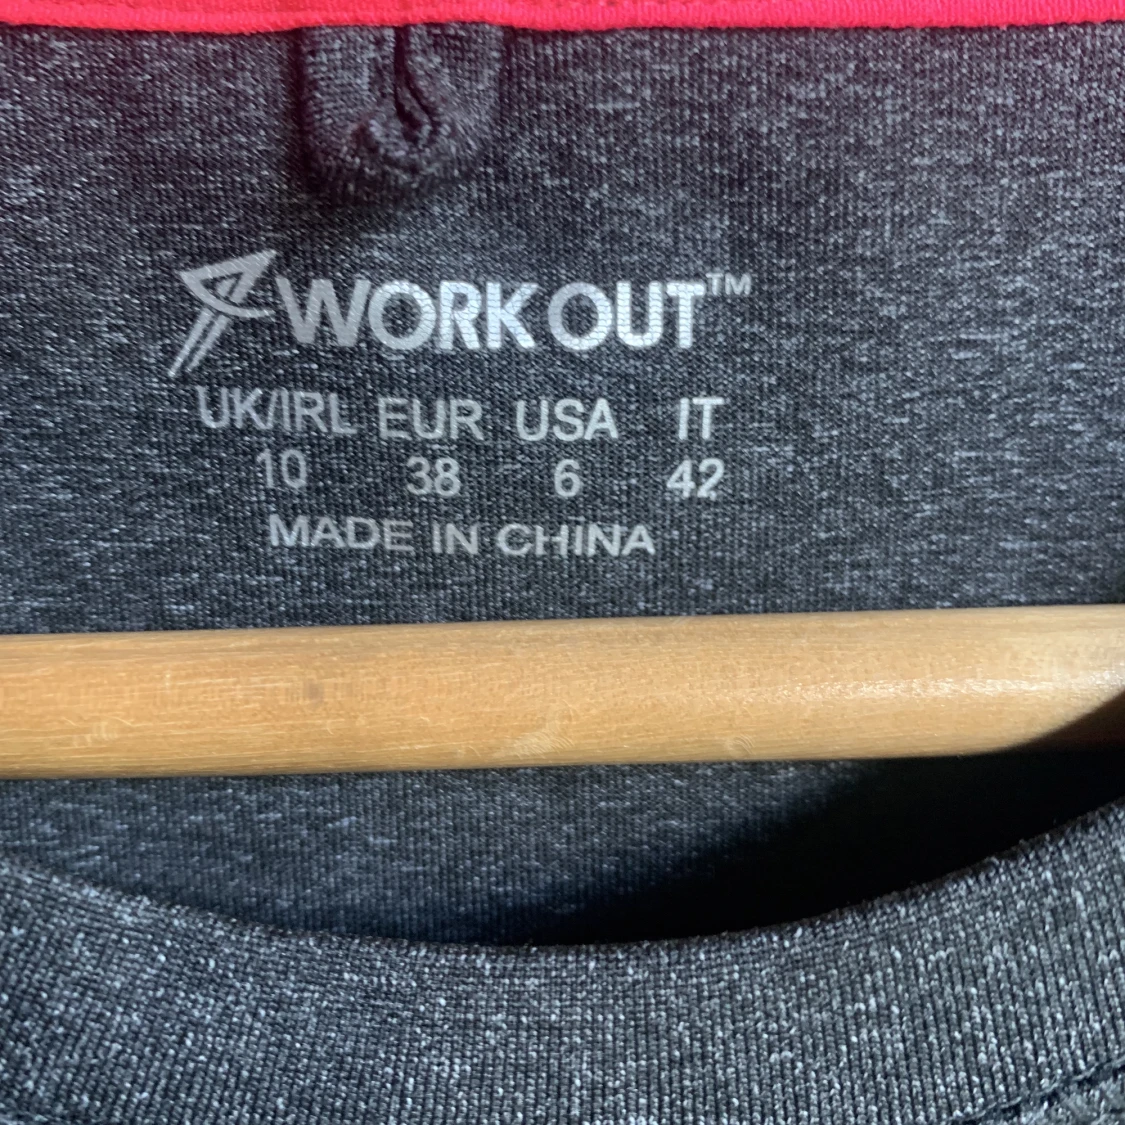 WORK OUT™
UK/IRL EUR USA IT
10 38 6 42
MADE IN CHINA